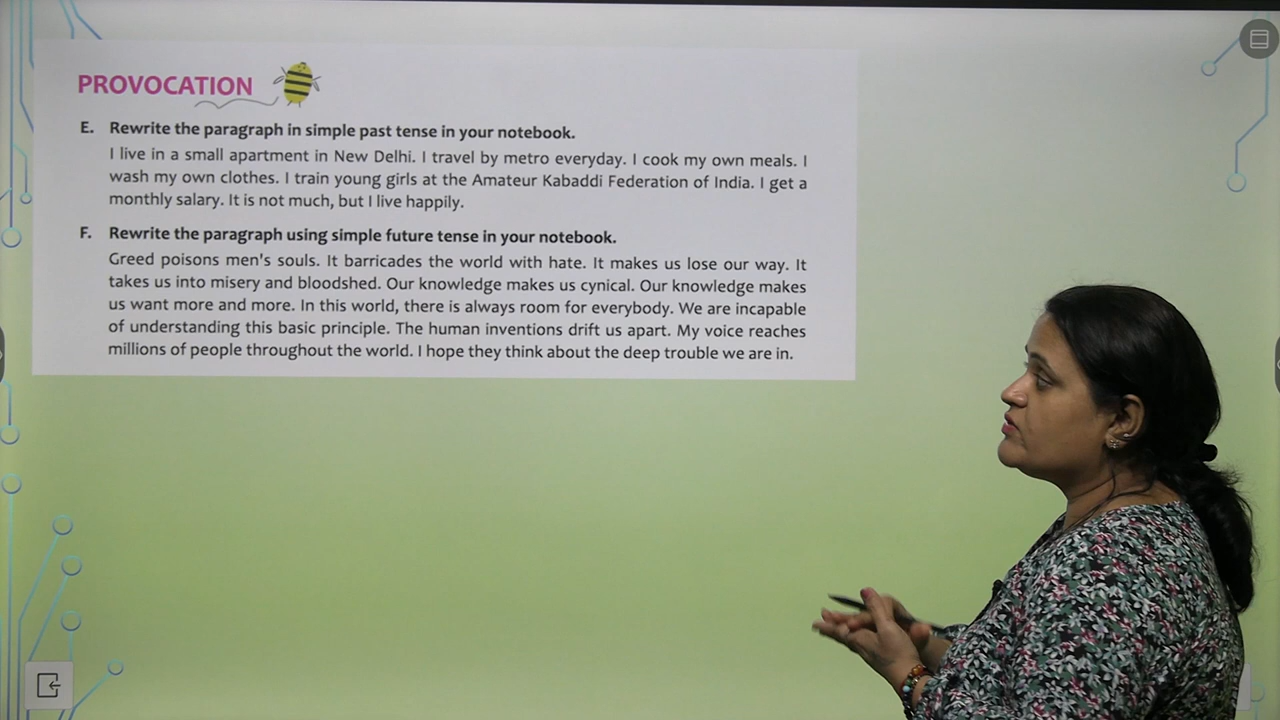 PROVOCATION
E. Rewrite the paragraph in simple past tense in your notebook.
I live in a small apartment in New Delhi. I travel by metro everyday. I cook my own meals. I
wash my own clothes. I train young girls at the Amateur Kabaddi Federation of India. I get a
monthly salary. It is not much, but I live happily.
F. Rewrite the paragraph using simple future tense in your notebook.
Greed poisons men's souls. It barricades the world with hate. It makes us lose our way. It
takes us into misery and bloodshed. Our knowledge makes us cynical. Our knowledge makes
us want more and more. In this world, there is always room for everybody. We are incapable
of understanding this basic principle. The human inventions drift us apart. My voice reaches
millions of people throughout the world. I hope they think about the deep trouble we are in.